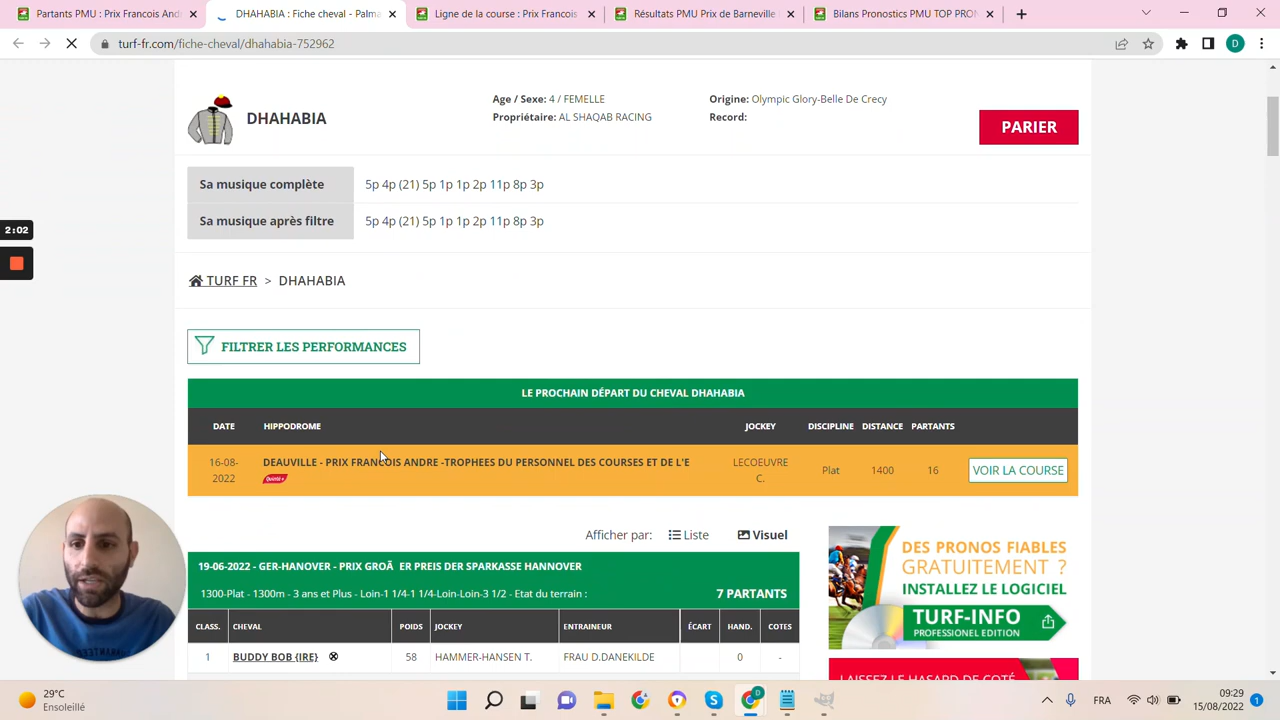 Partants PMU : Prix Francois And
DHAHABIA : Fiche cheval - Palma
Ligne de la course : Prix Francois
Résultats PMU Prix de Barneville
Bilans Pronostics PMU TOP PRON
turf-fr.com/fiche-cheval/dhahabia-752962
D
DHAHABIA
Age / Sexe: 4 / FEMELLE
Propriétaire: AL SHAQAB RACING
Origine: Olympic Glory-Belle De Crecy
Record:
PARIER
Sa musique complète 5p 4p (21) 5p 1p 1p 2p 11p 8p 3p
Sa musique après filtre 5p 4p (21) 5p 1p 1p 2p 11p 8p 3p
2:02
TURF FR > DHAHABIA
FILTRER LES PERFORMANCES
LE PROCHAIN DÉPART DU CHEVAL DHAHABIA
DATE HIPPODROME JOCKEY DISCIPLINE DISTANCE PARTANTS
16-08-2022 DEAUVILLE - PRIX FRANCOIS ANDRE -TROPHEES DU PERSONNEL DES COURSES ET DE L'E LECOEUVRE C. Plat 1400 16 VOIR LA COURSE
Quinté+
Afficher par: Liste Visuel
19-06-2022 - GER-HANOVER - PRIX GROÃ ER PREIS DER SPARKASSE HANNOVER
1300-Plat - 1300m - 3 ans et Plus - Loin-1 1/4-1 1/4-Loin-Loin-3 1/2 - Etat du terrain : 7 PARTANTS
CLASS. CHEVAL POIDS JOCKEY ENTRAINEUR ÉCART HAND. COTES
1 BUDDY BOB {IRE} 58 HAMMER-HANSEN T. FRAU D.DANEKILDE 0 -
DES PRONOS FIABLES
GRATUITEMENT ?
INSTALLEZ LE LOGICIEL
TURF-INFO
PROFESSIONEL EDITION
LAISSEZ LE HASARD DE COTÉ
29°C
Ensoleillé
D
FRA
09:29
15/08/2022
1